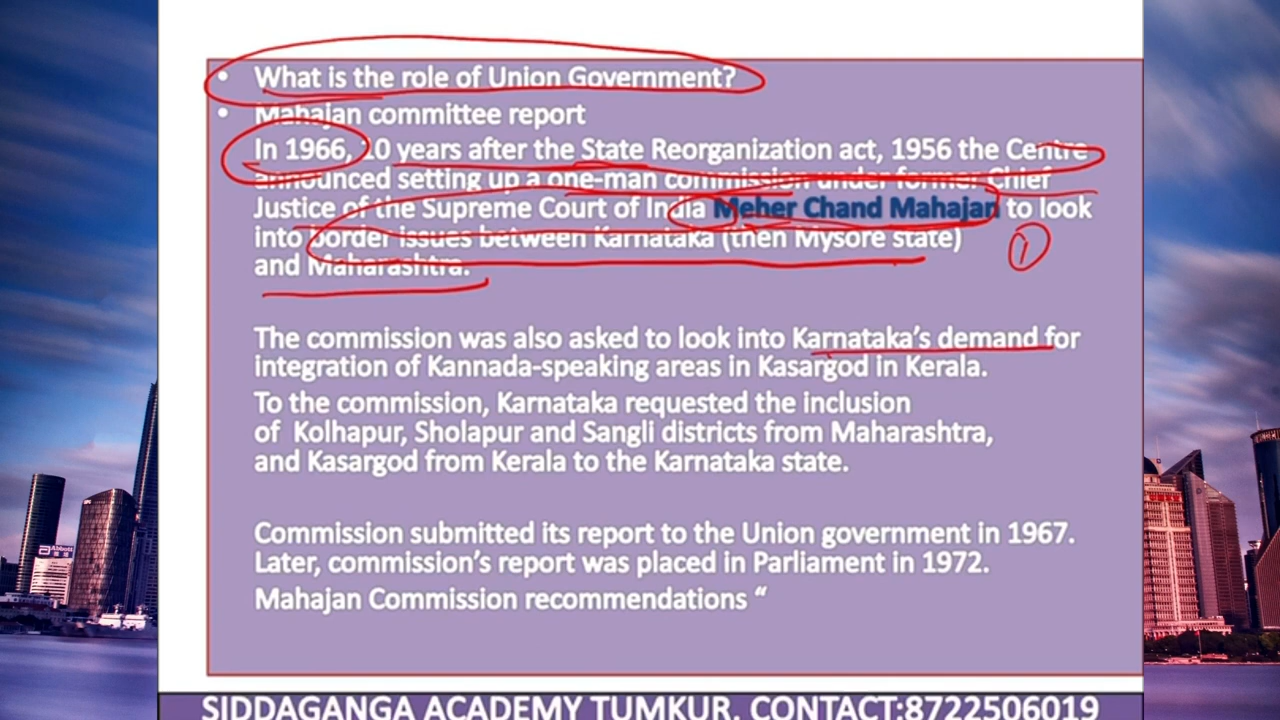 • What is the role of Union Government?
• Mahajan committee report
In 1966, 10 years after the State Reorganization act, 1956 the Centre
announced setting up a one-man commission under former Chief
Justice of the Supreme Court of India Meher Chand Mahajan to look
into border issues between Karnataka (then Mysore state)
and Maharashtra.
1
The commission was also asked to look into Karnataka's demand for
integration of Kannada-speaking areas in Kasargod in Kerala.
To the commission, Karnataka requested the inclusion
of Kolhapur, Sholapur and Sangli districts from Maharashtra,
and Kasargod from Kerala to the Karnataka state.
Commission submitted its report to the Union government in 1967.
Later, commission's report was placed in Parliament in 1972.
Mahajan Commission recommendations “
Abbott
SIDDAGANGA ACADEMY TUMKUR. CONTACT:8722506019